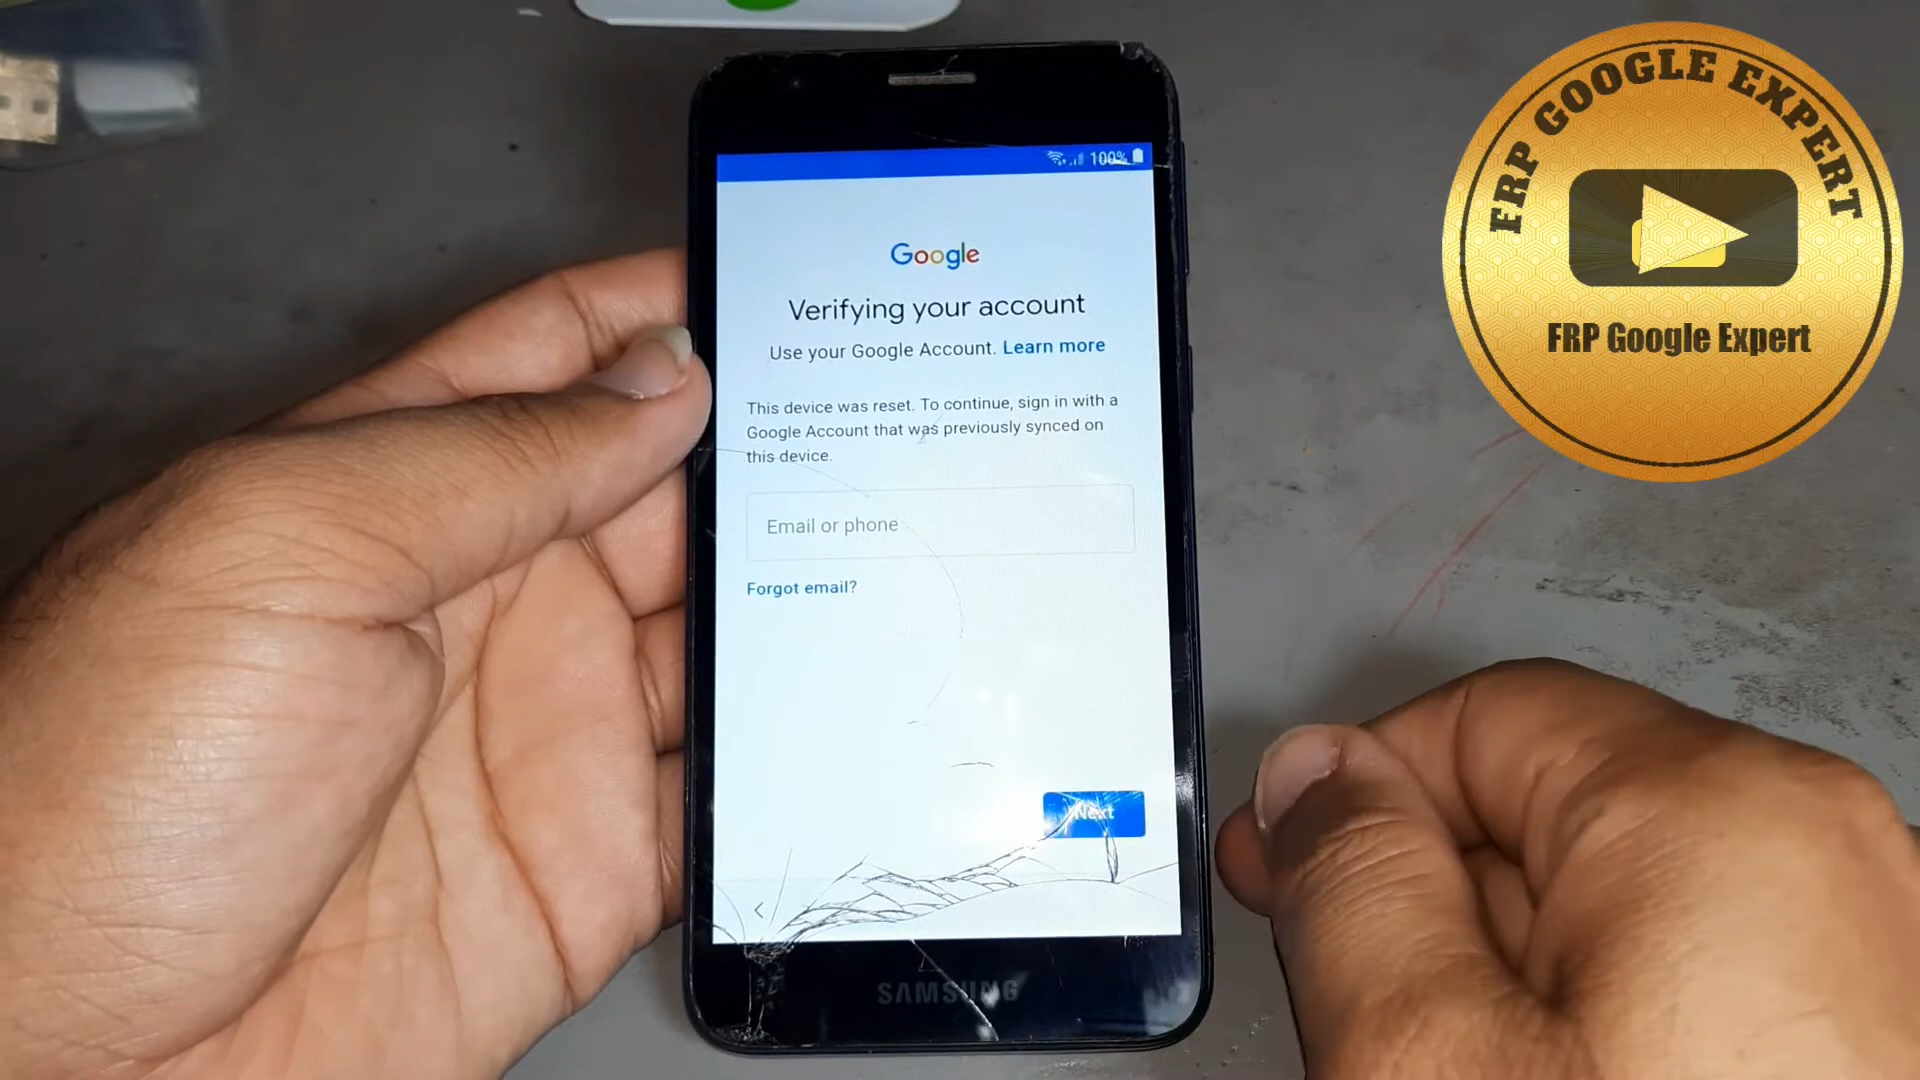 FRP GOOGLE EXPERT
FRP Google Expert
100%
Google
Verifying your account
Use your Google Account. Learn more
This device was reset. To continue, sign in with a
Google Account that was previously synced on
this device.
Email or phone
Forgot email?
Next
SAMSUNG